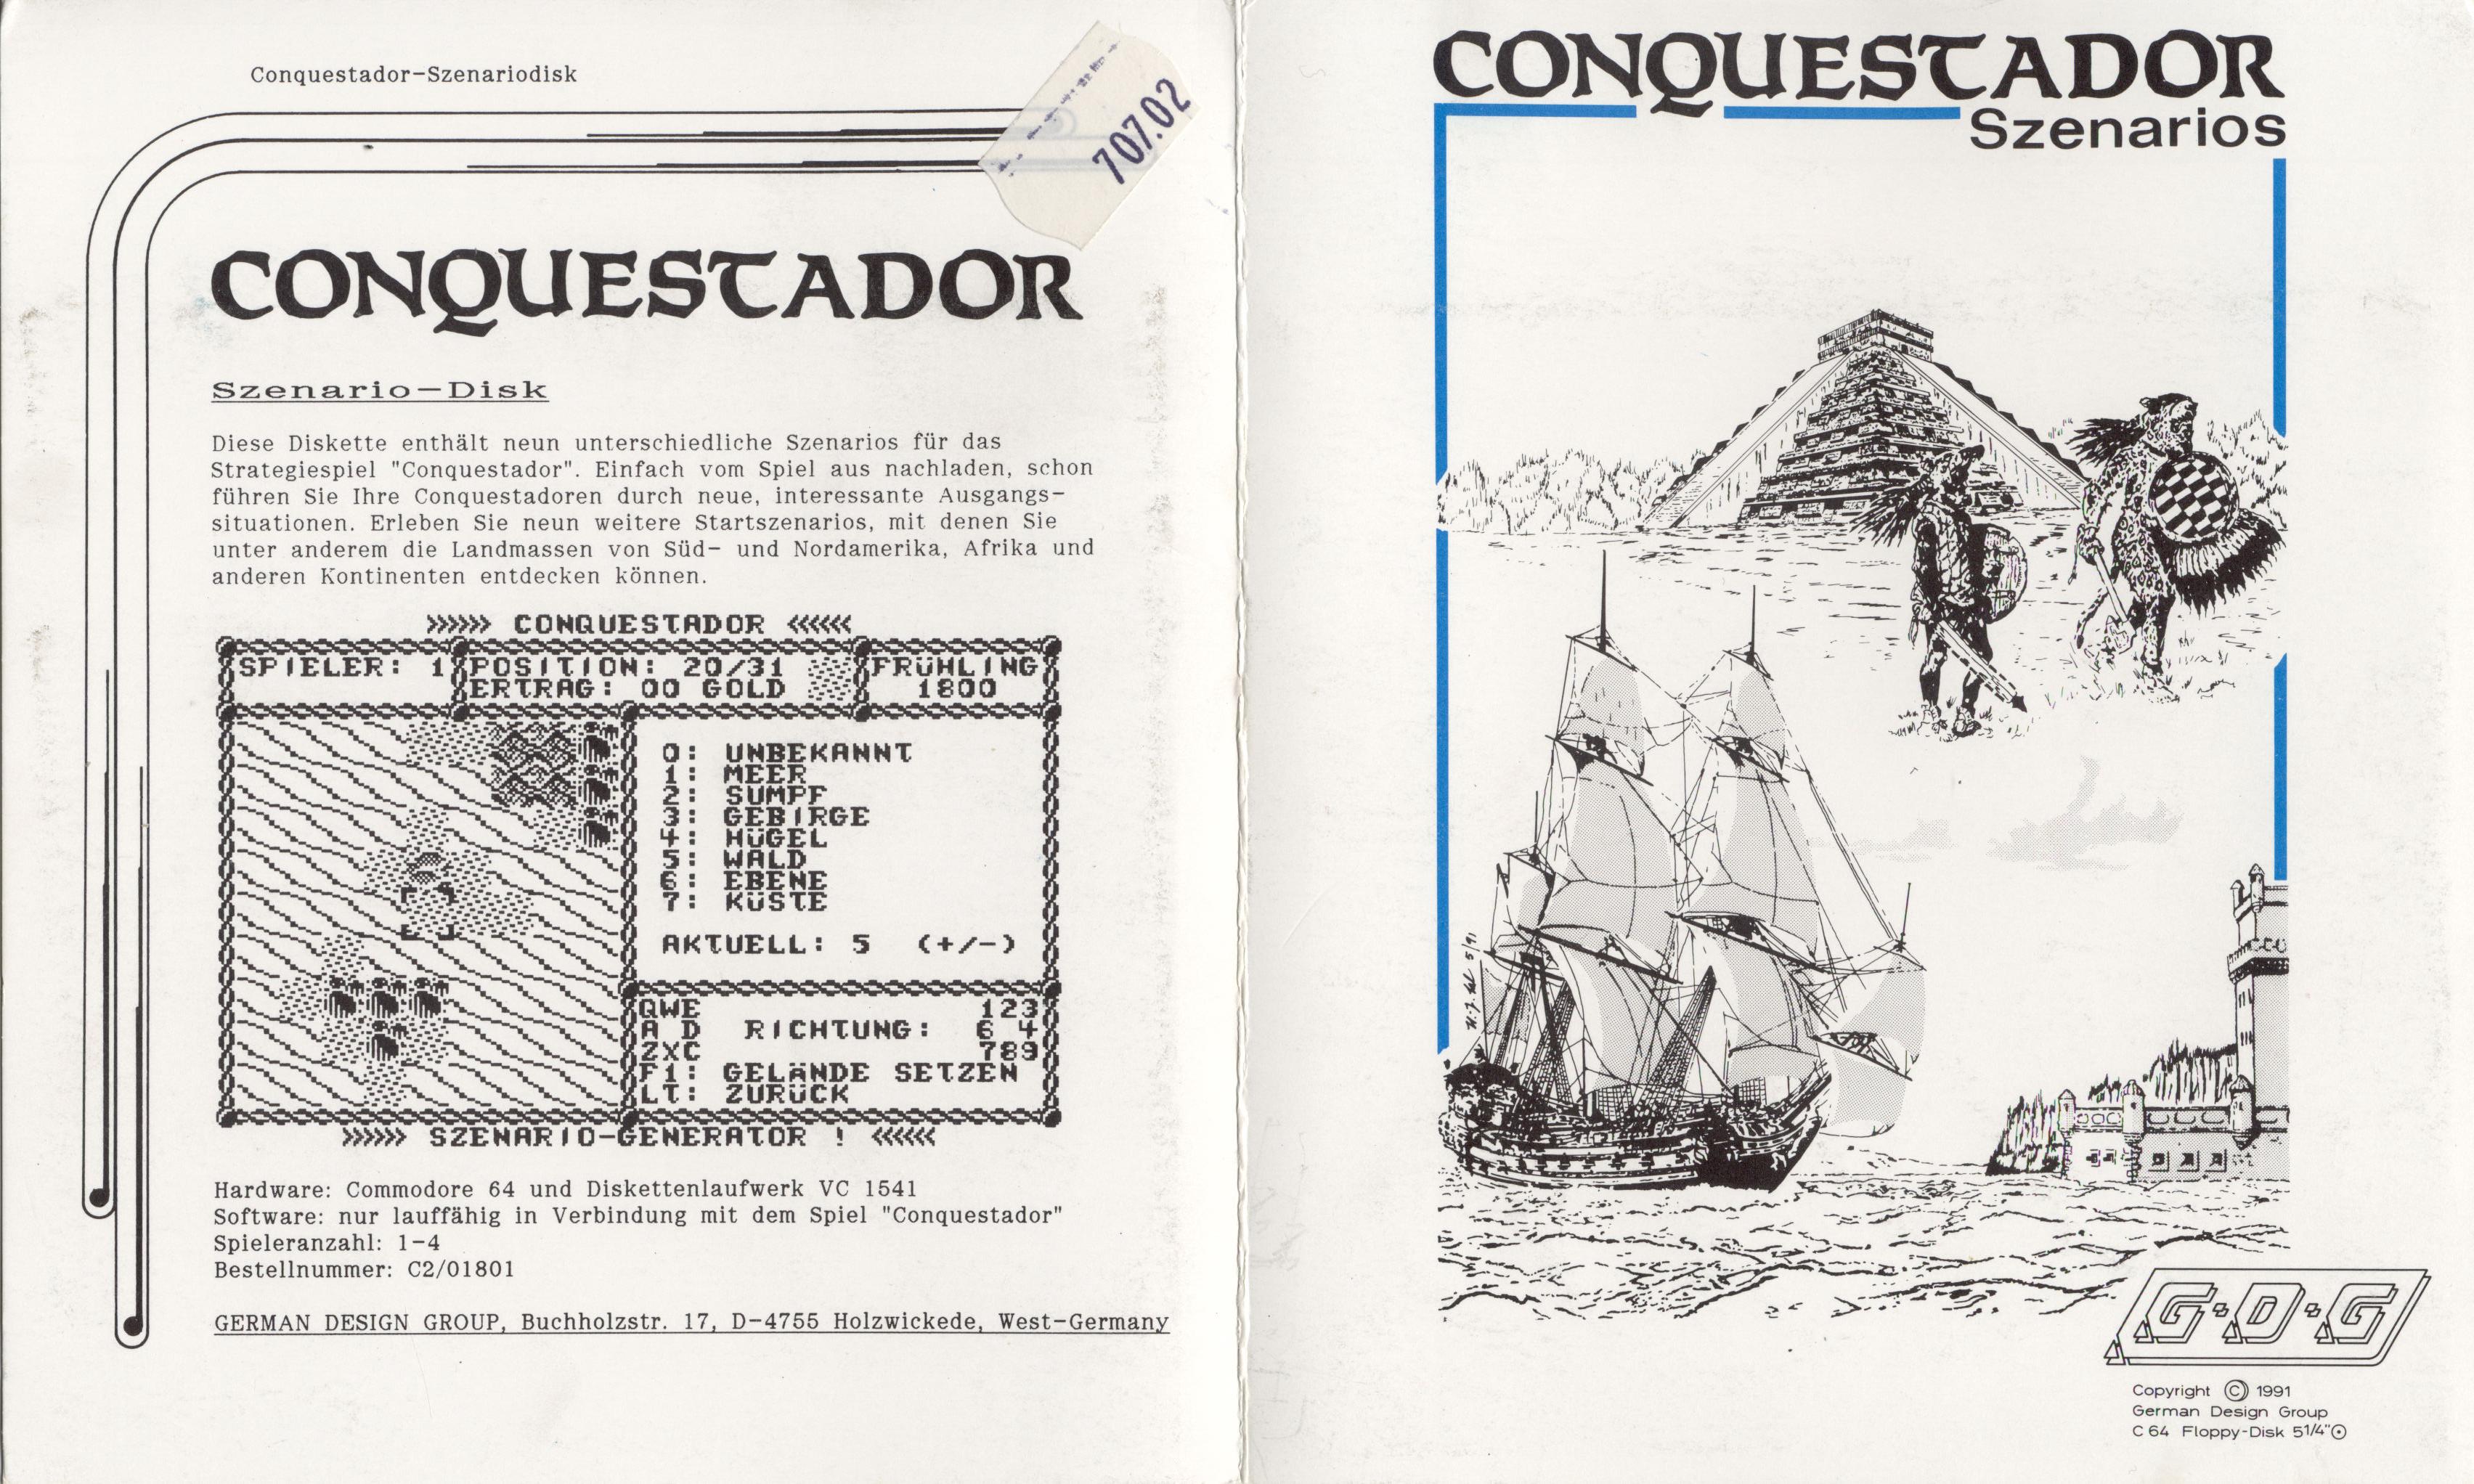 Conquestador-Szenariodisk
707.02
CONQUESTADOR
Szenario-Disk
Diese Diskette enthält neun unterschiedliche Szenarios für das
Strategiespiel "Conquestador". Einfach vom Spiel aus nachladen, schon
führen Sie Ihre Conquestadoren durch neue, interessante Ausgangs-
situationen. Erleben Sie neun weitere Startszenarios, mit denen Sie
unter anderem die Landmassen von Süd- und Nordamerika, Afrika und
anderen Kontinenten entdecken können.
>>>>>> CONQUESTADOR <<<<<<
SPIELER: 1 POSITION: 20/31 FRÜHLING
ERTRAG: 00 GOLD 1800
0: UNBEKANNT
1: MEER
2: SUMPF
3: GEBIRGE
4: HÜGEL
5: WALD
6: EBENE
7: KÜSTE
AKTUELL: 5 (+/-)
QWE 123
A D RICHTUNG: 6 4
ZXC 789
F1: GELÄNDE SETZEN
LT: ZURÜCK
>>>>>> SZENARIO-GENERATOR ! <<<<<<
Hardware: Commodore 64 und Diskettenlaufwerk VC 1541
Software: nur lauffähig in Verbindung mit dem Spiel "Conquestador"
Spieleranzahl: 1-4
Bestellnummer: C2/01801
GERMAN DESIGN GROUP, Buchholzstr. 17, D-4755 Holzwickede, West-Germany
CONQUESTADOR
Szenarios
5/91
G·D·G
Copyright © 1991
German Design Group
C 64 Floppy-Disk 5 1/4"